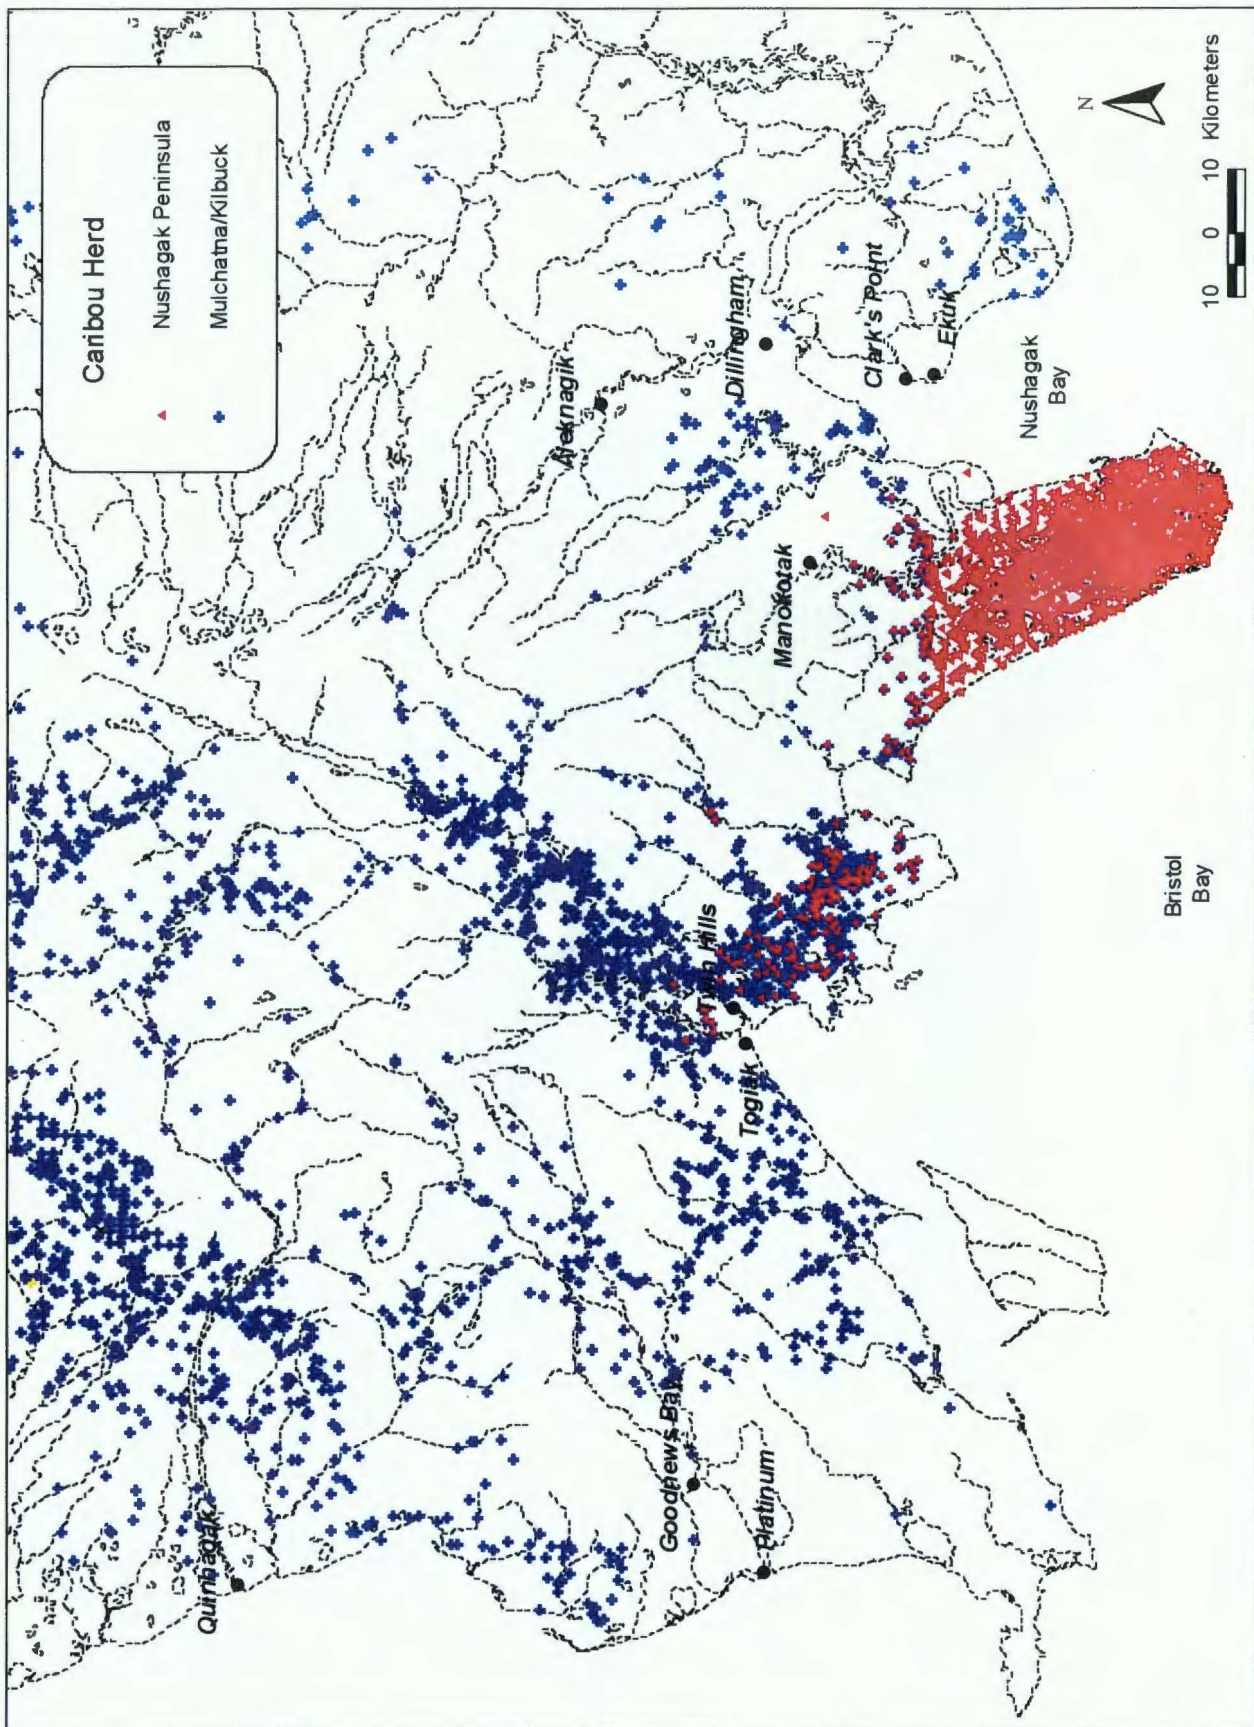 Caribou Herd
Nushagak Peninsula
Mulchatna/Kilbuck
Quinhagak
Goodnews Bay
Platinum
Togiak
Twin Hills
Manokotak
Aleknagik
Dillingham
Clark's Point
Ekuk
Nushagak
Bay
Bristol
Bay
N
10 0 10 Kilometers